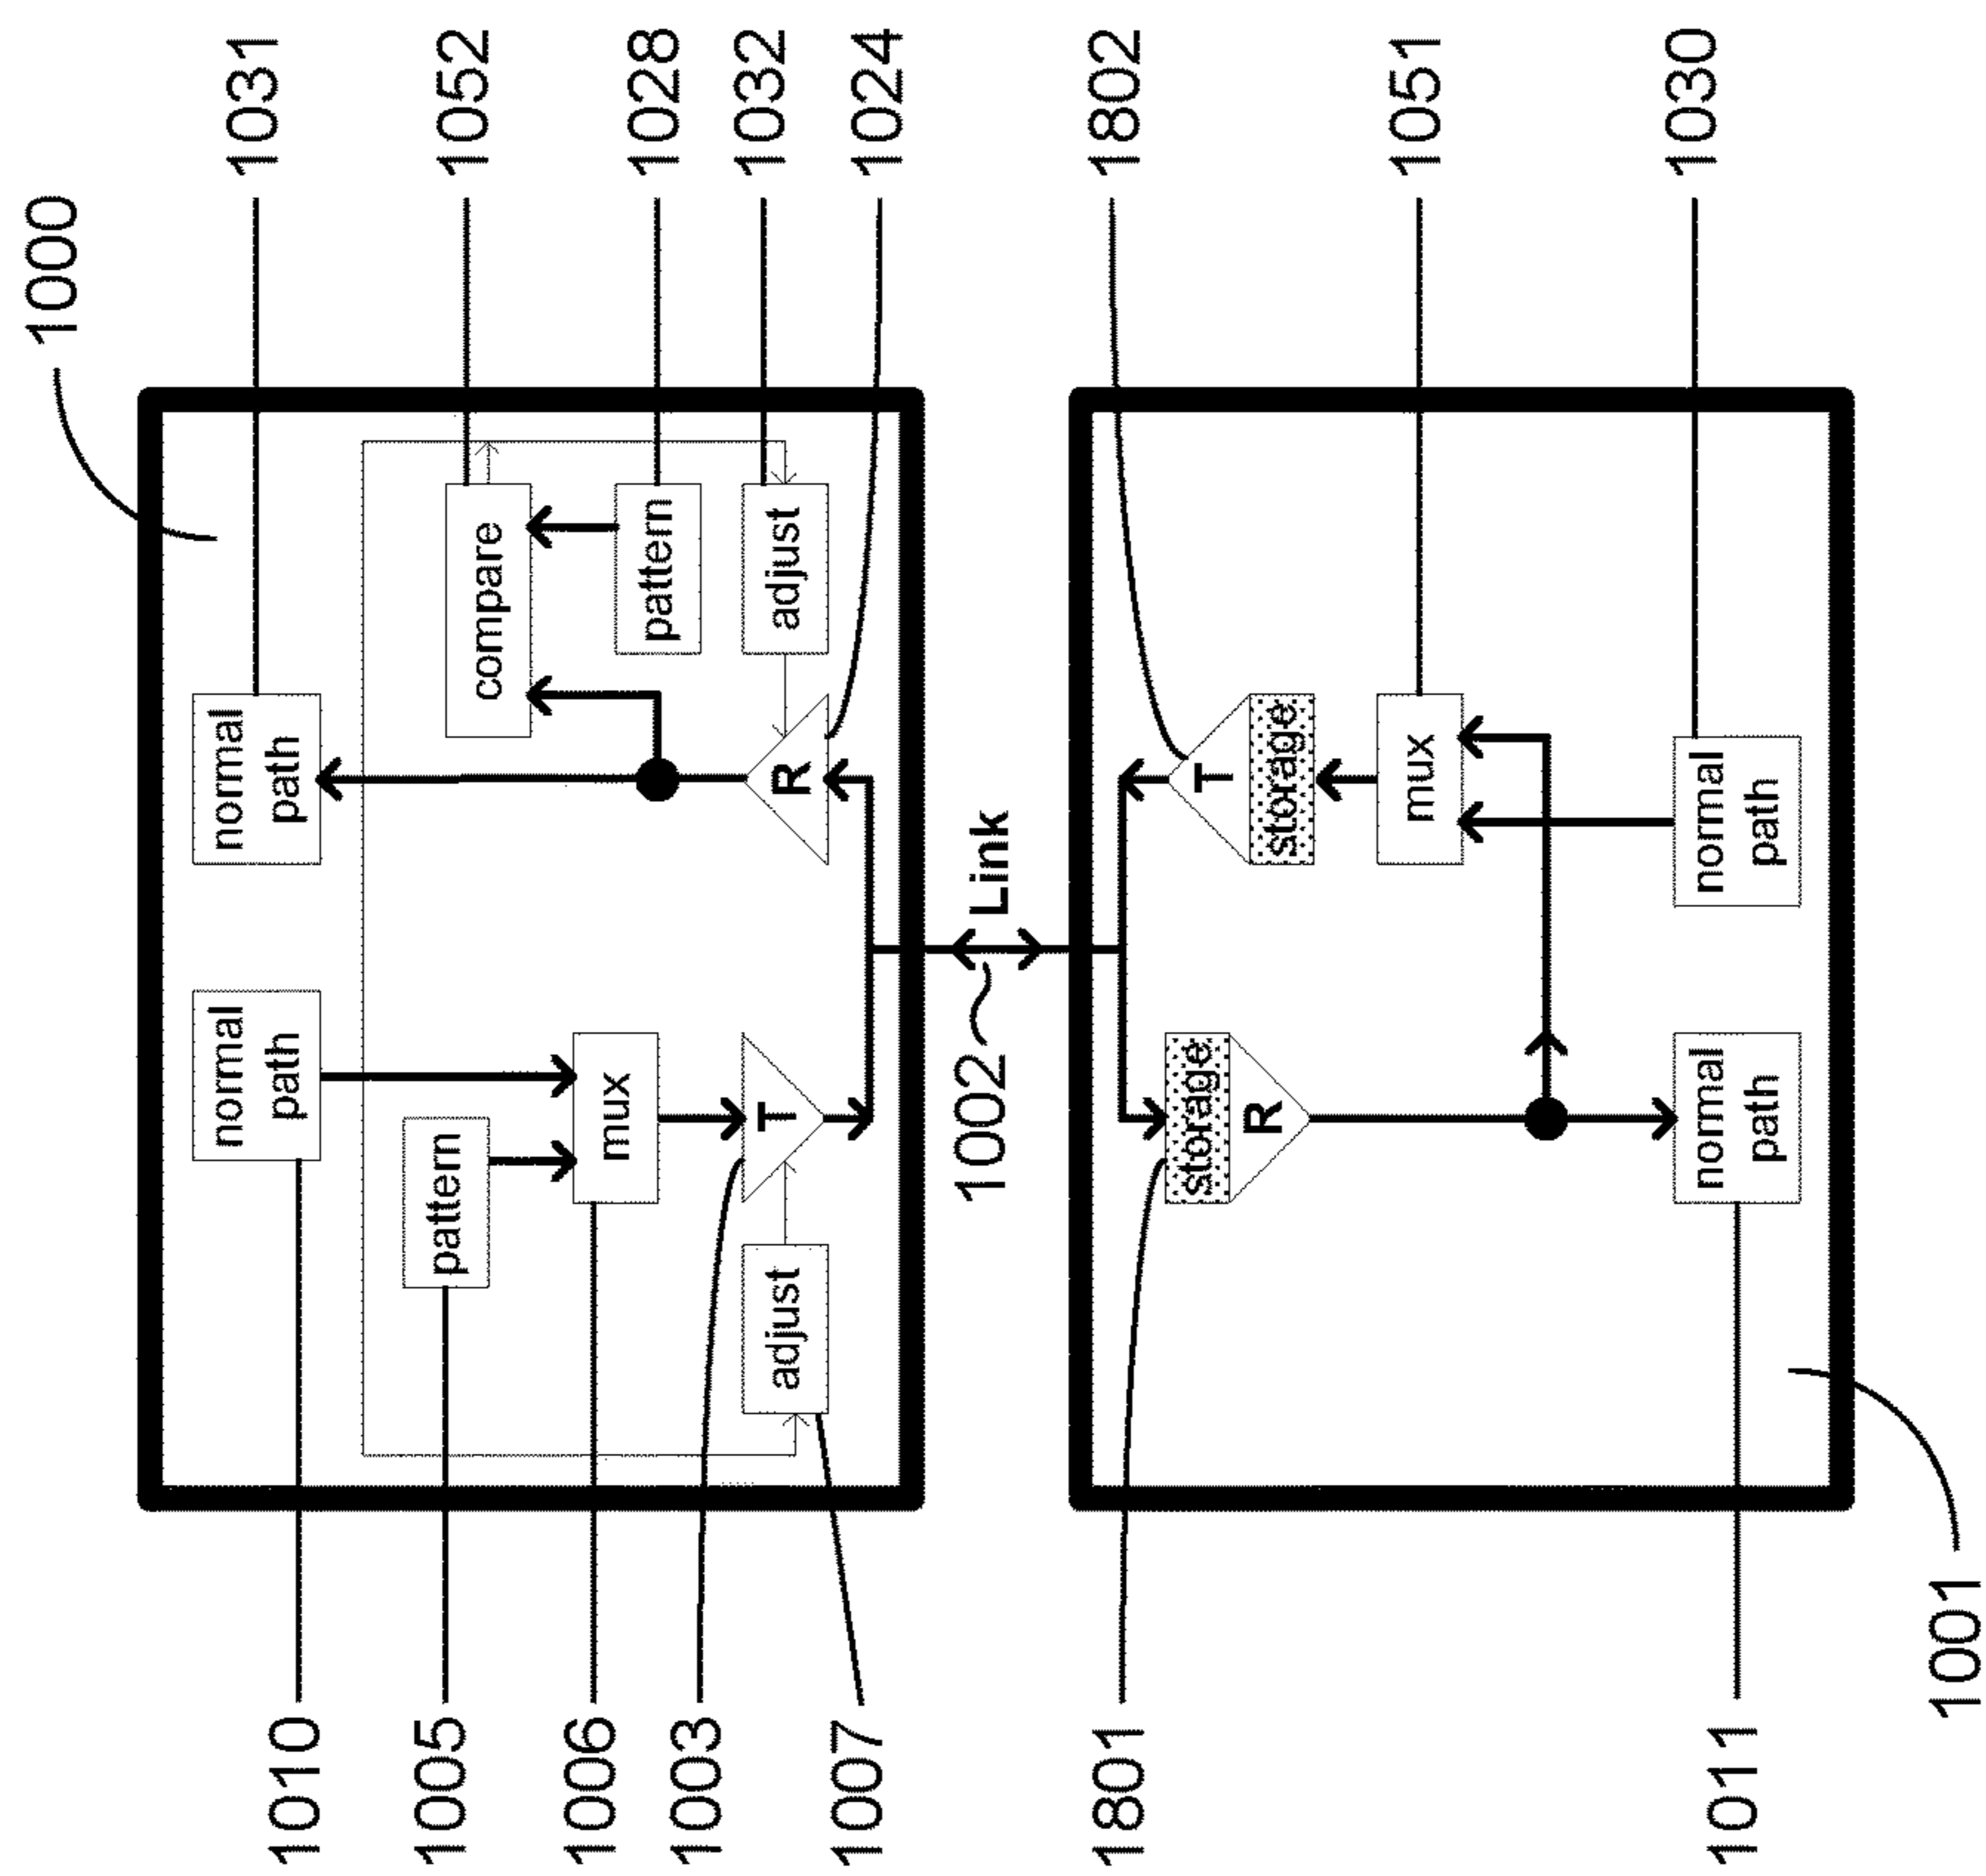 1000
1031
1052
1028
1032
1024
1802
1051
1030
normal
path
compare
pattern
adjust
R
normal
path
pattern
mux
T
adjust
Link
1002
T
storage
mux
normal
path
storage
R
normal
path
1010
1005
1006
1003
1007
1801
1011
1001